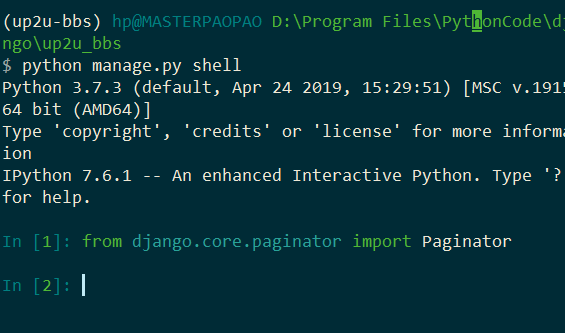 (up2u-bbs) hp@MASTERPAOPAO D:\Program Files\PythonCode\dj
ngo\up2u_bbs
$ python manage.py shell
Python 3.7.3 (default, Apr 24 2019, 15:29:51) [MSC v.1915
64 bit (AMD64)]
Type 'copyright', 'credits' or 'license' for more informa
ion
IPython 7.6.1 -- An enhanced Interactive Python. Type '?
for help.
In [1]: from django.core.paginator import Paginator
In [2]: